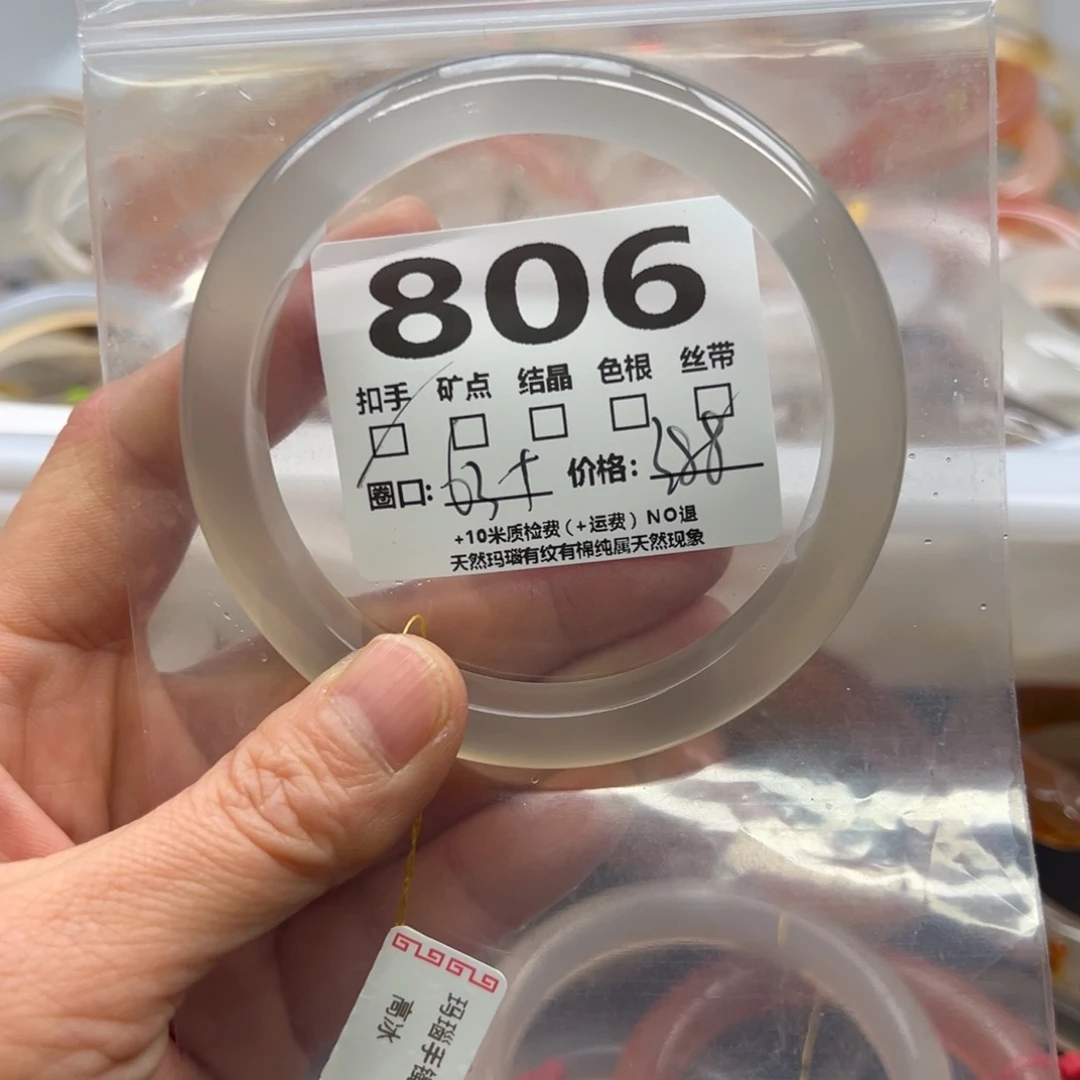 806
扣手 矿点 结晶 色根 丝带
圈口: 价格: 388
+10米质检费(+运费)NO退
天然玛瑙有纹有棉纯属天然现象
玛瑙手镯
高冰